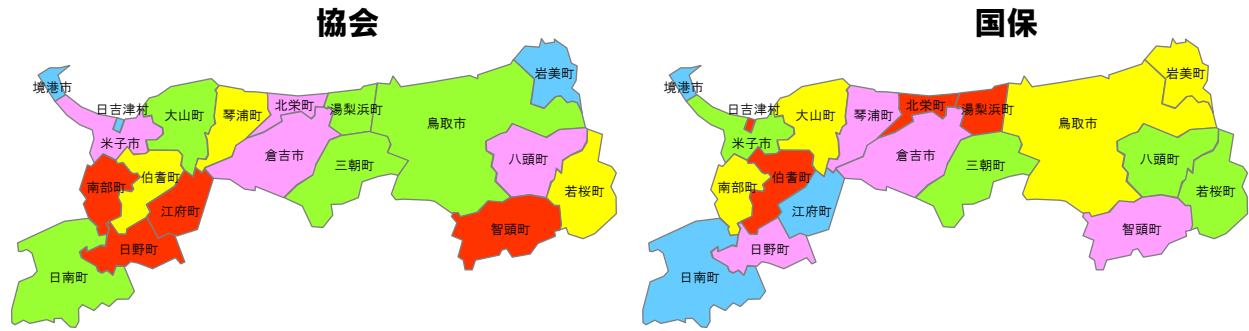 協会
境港市
日吉津村
米子市
大山町
琴浦町
北栄町
湯梨浜町
倉吉市
三朝町
鳥取市
岩美町
八頭町
若桜町
智頭町
南部町
伯耆町
江府町
日野町
日南町
国保
境港市
日吉津村
米子市
大山町
琴浦町
北栄町
湯梨浜町
倉吉市
三朝町
鳥取市
岩美町
八頭町
若桜町
智頭町
南部町
伯耆町
江府町
日野町
日南町